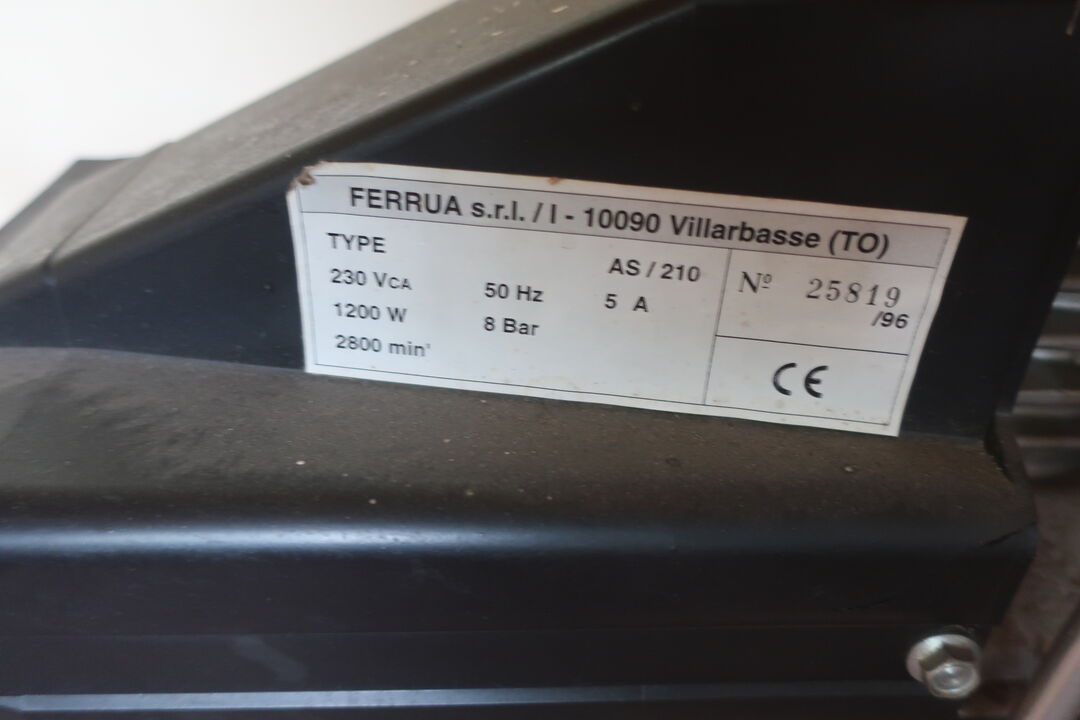 FERRUA s.r.l. / I - 10090 Villarbasse (TO)
TYPE AS / 210
230 VCA 50 Hz 5 A
1200 W 8 Bar
2800 min¹
Nº 25819
/96
CE